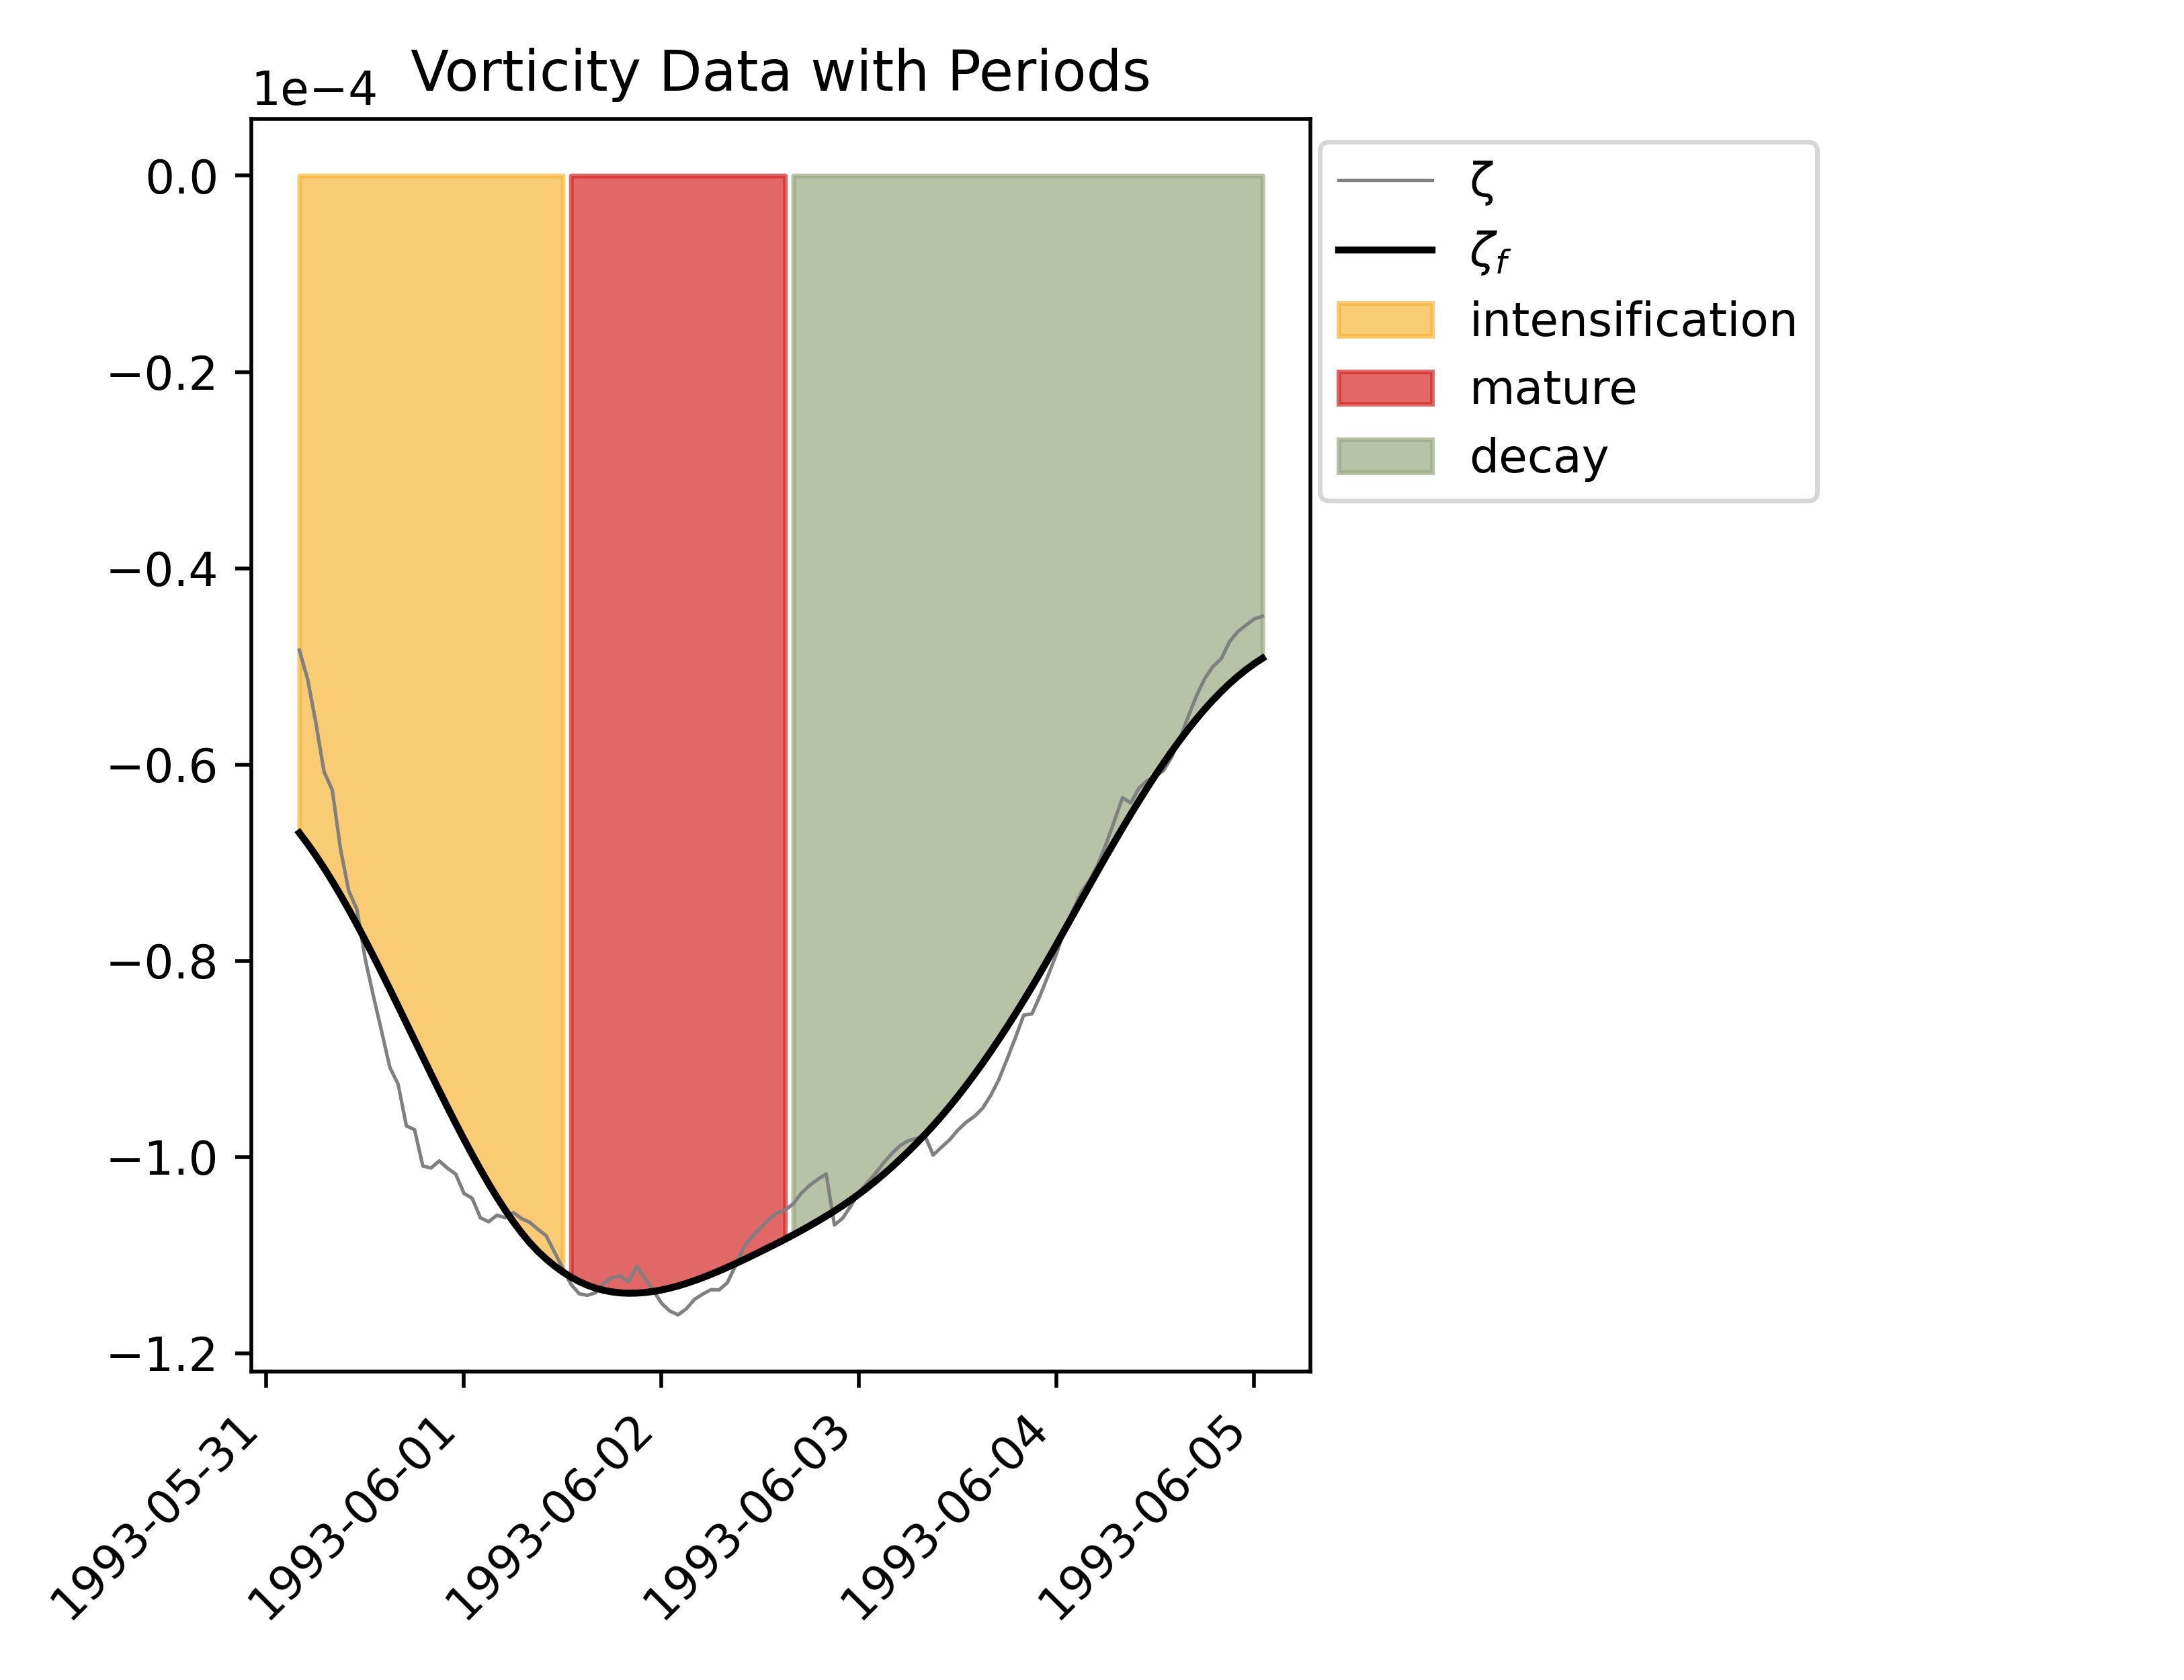 Vorticity Data with Periods
1e−4
0.0
−0.2
−0.4
−0.6
−0.8
−1.0
−1.2
1993-05-31
1993-06-01
1993-06-02
1993-06-03
1993-06-04
1993-06-05
ζ
ζf
intensification
mature
decay